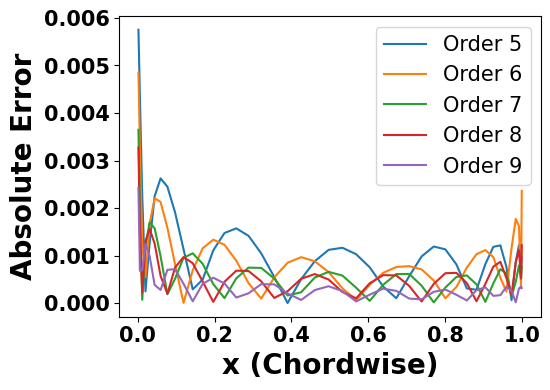 0.006
0.005
0.004
0.003
0.002
0.001
0.000
Absolute Error
Order 5
Order 6
Order 7
Order 8
Order 9
0.0 0.2 0.4 0.6 0.8 1.0
x (Chordwise)